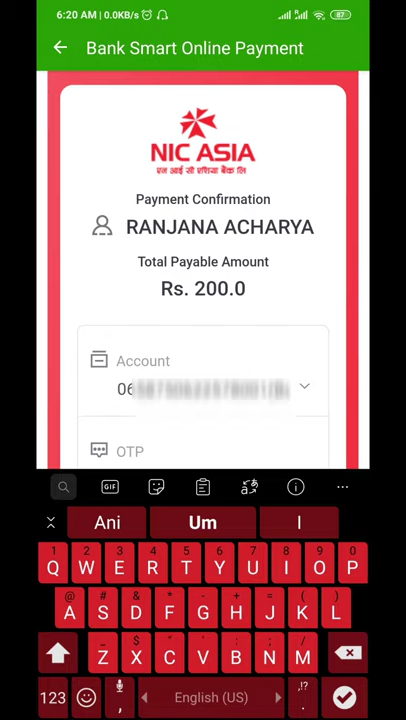 6:20 AM | 0.0KB/s
87
Bank Smart Online Payment
NIC ASIA
एन आई सी एशिया बैंक लि
Payment Confirmation
RANJANA ACHARYA
Total Payable Amount
Rs. 200.0
Account
06
OTP
GIF
Ani Um I
1 2 3 4 5 6 7 8 9 0
Q W E R T Y U I O P
@ # & * - + = ( )
A S D F G H J K L
_ $ " ' : ; /
Z X C V B N M
123 , English (US) ,!? .